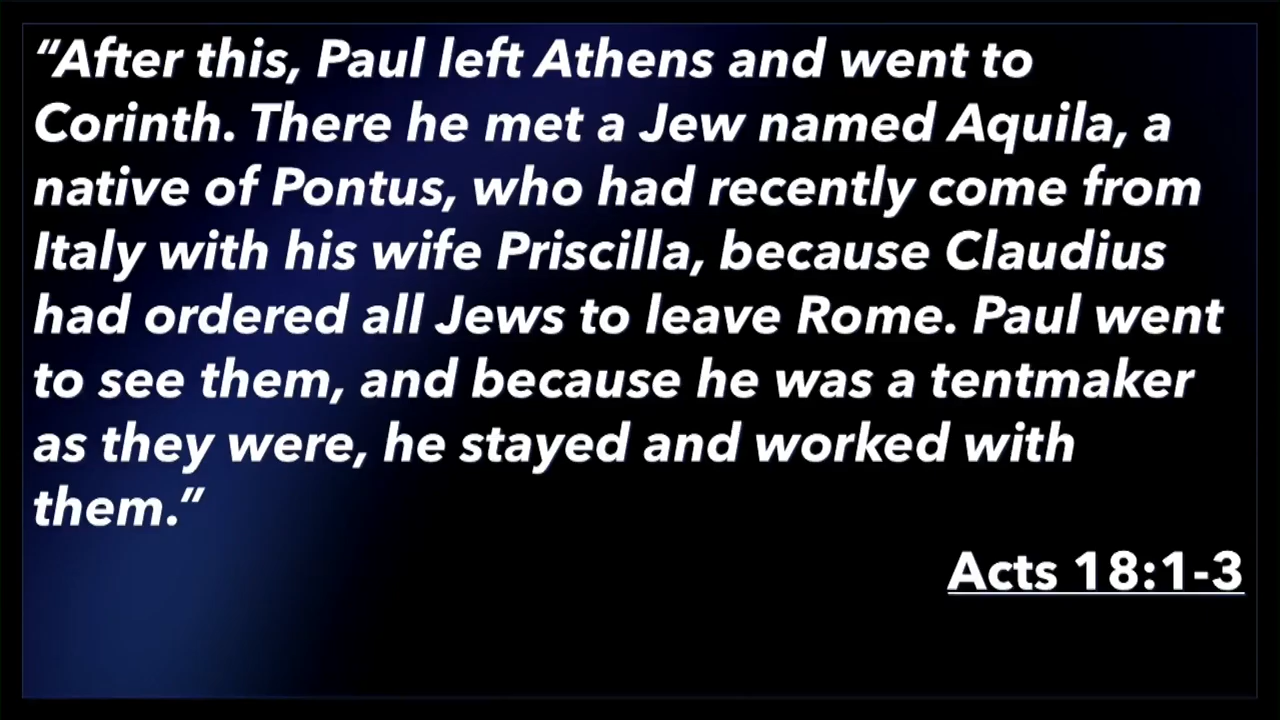 “After this, Paul left Athens and went to
Corinth. There he met a Jew named Aquila, a
native of Pontus, who had recently come from
Italy with his wife Priscilla, because Claudius
had ordered all Jews to leave Rome. Paul went
to see them, and because he was a tentmaker
as they were, he stayed and worked with
them.”
Acts 18:1-3